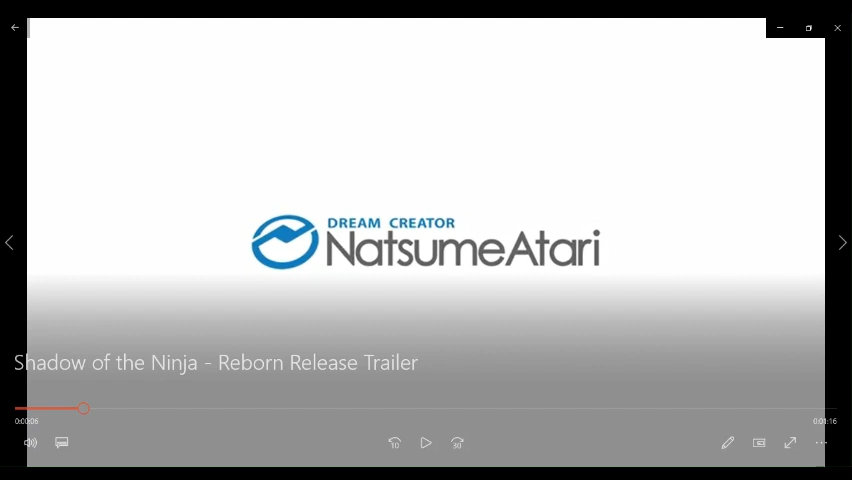 DREAM CREATOR
NatsumeAtari
Shadow of the Ninja - Reborn Release Trailer
0:00:06
0:01:16
10
30